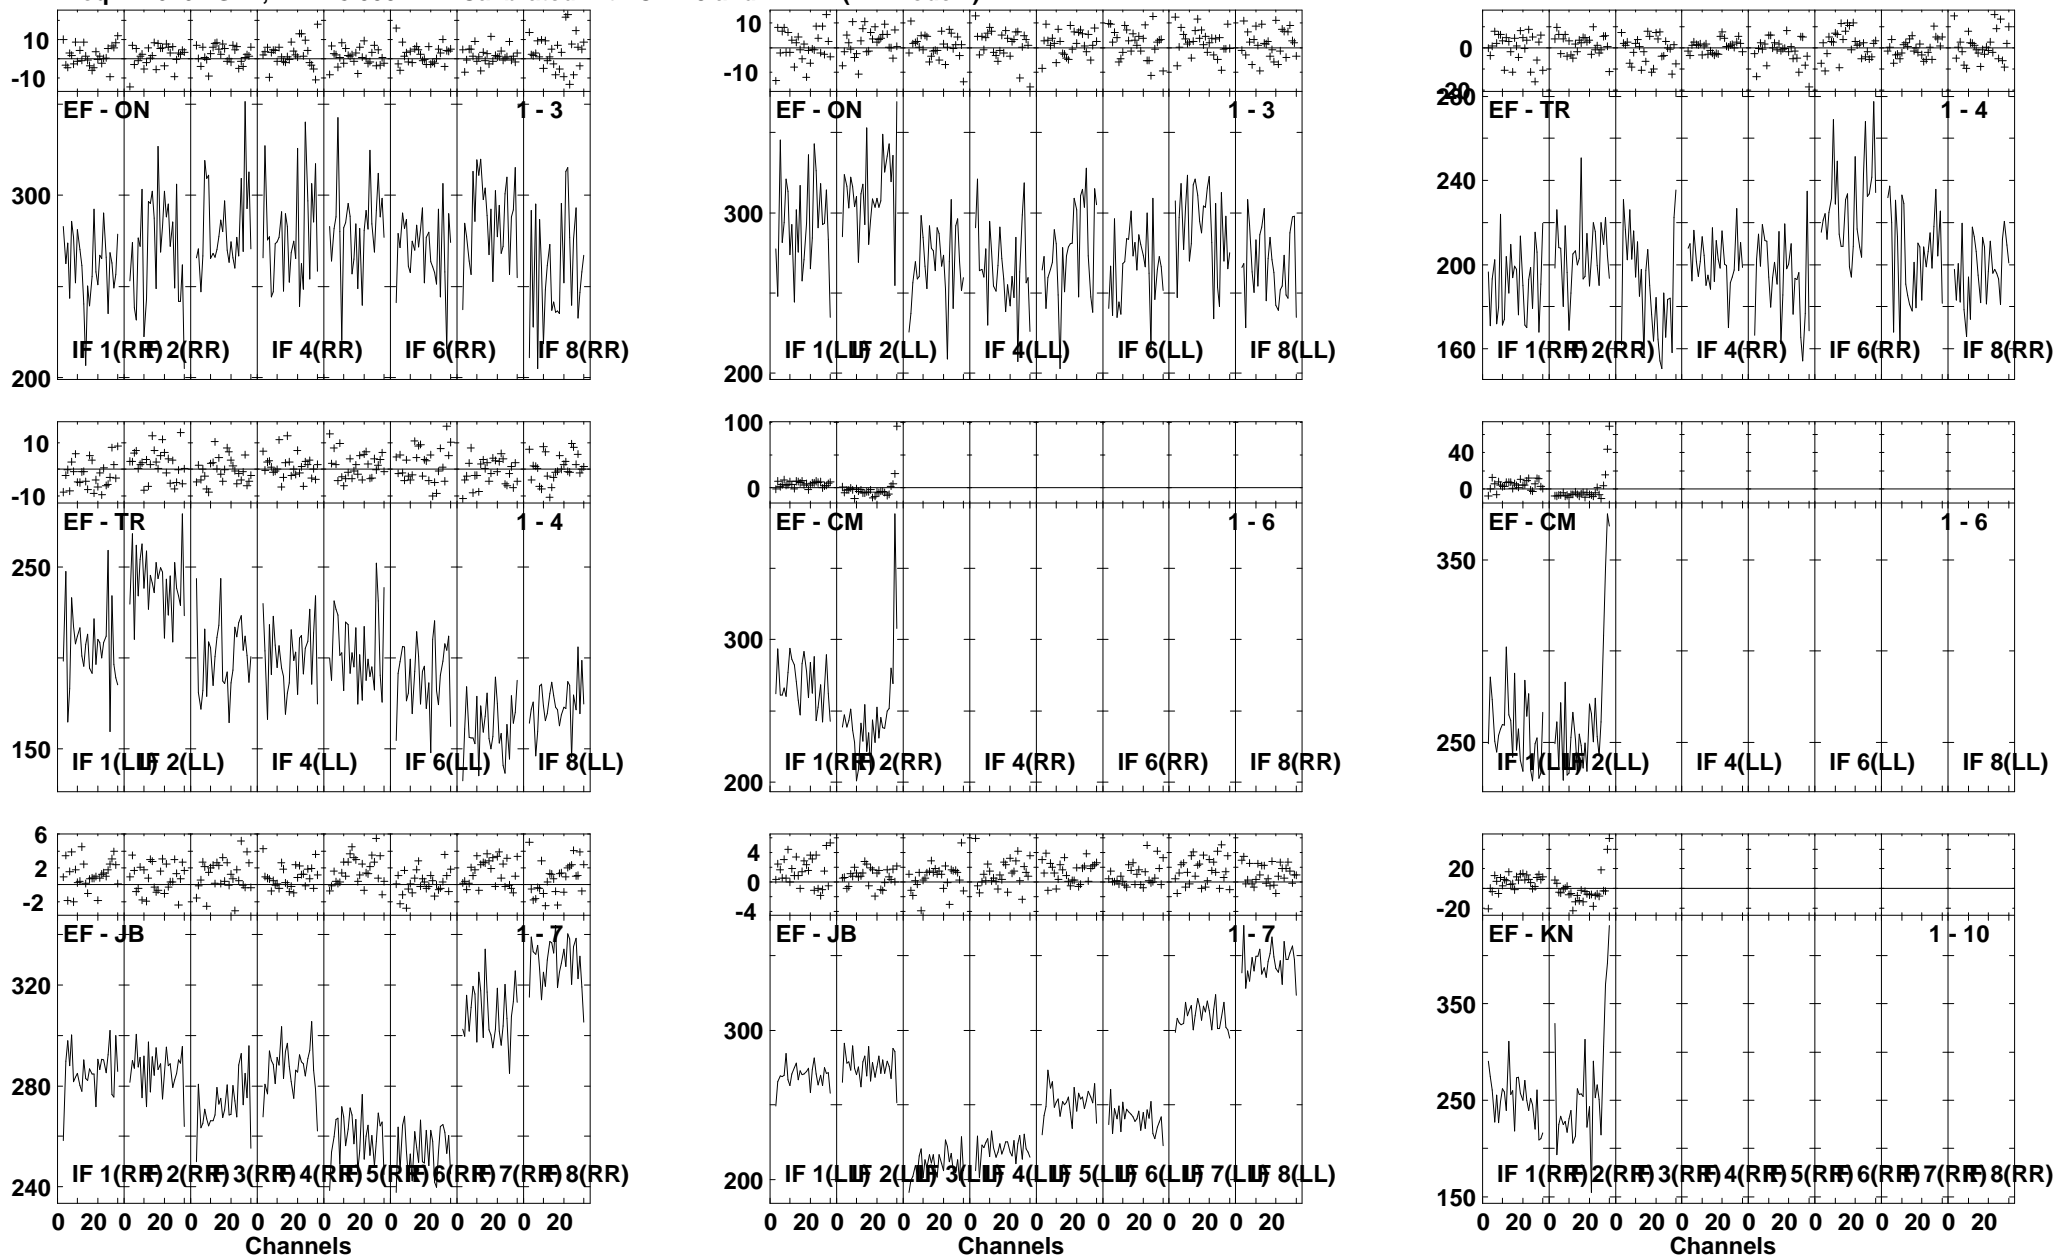 10 10 10
-10 0 0
-10 20
EF - ON 1 - 3 EF - ON 1 - 3 280 EF - TR 1 - 4
300 300 240
200
200 200 160
IF 1(RR) IF 2(RR) IF 4(RR) IF 6(RR) IF 8(RR) IF 1(LL) IF 2(LL) IF 4(LL) IF 6(LL) IF 8(LL) IF 1(RR) IF 2(RR) IF 4(RR) IF 6(RR) IF 8(RR)
10 100 40
-10 0 0
EF - TR 1 - 4 EF - CM 1 - 6 EF - CM 1 - 6
250 300 350
150 200 250
IF 1(LL) IF 2(LL) IF 4(LL) IF 6(LL) IF 8(LL) IF 1(RR) IF 2(RR) IF 4(RR) IF 6(RR) IF 8(RR) IF 1(LL) IF 2(LL) IF 4(LL) IF 6(LL) IF 8(LL)
6 4 20
2 0 -20
-2 -4
EF - JB 1 - 7 EF - JB 1 - 7 EF - KN 1 - 10
320 300 350
280 250
240 200 150
IF 1(RR) IF 2(RR) IF 3(RR) IF 4(RR) IF 5(RR) IF 6(RR) IF 7(RR) IF 8(RR) IF 1(LL) IF 2(LL) IF 3(LL) IF 4(LL) IF 5(LL) IF 6(LL) IF 7(LL) IF 8(LL) IF 1(RR) IF 2(RR) IF 3(RR) IF 4(RR) IF 5(RR) IF 6(RR) IF 7(RR) IF 8(RR)
0 20 0 20 0 20 0 20 0 20 0 20 0 20 0 20 0 20 0 20 0 20 0 20 0 20 0 20 0 20 0 20 0 20 0 20 0 20 0 20 0 20 0 20 0 20 0 20
Channels Channels Channels